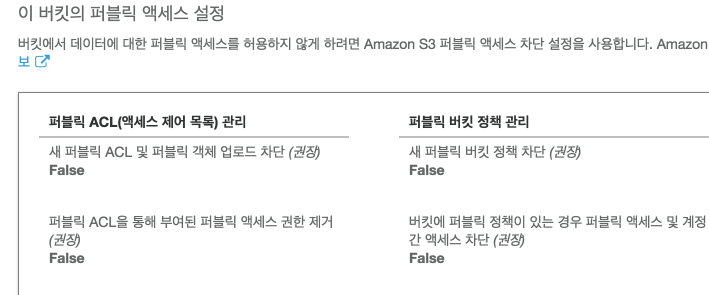 이 버킷의 퍼블릭 액세스 설정
버킷에서 데이터에 대한 퍼블릭 액세스를 허용하지 않게 하려면 Amazon S3 퍼블릭 액세스 차단 설정을 사용합니다. Amazon
보
퍼블릭 ACL(액세스 제어 목록) 관리
새 퍼블릭 ACL 및 퍼블릭 객체 업로드 차단 (권장)
False
퍼블릭 ACL을 통해 부여된 퍼블릭 액세스 권한 제거
(권장)
False
퍼블릭 버킷 정책 관리
새 퍼블릭 버킷 정책 차단 (권장)
False
버킷에 퍼블릭 정책이 있는 경우 퍼블릭 액세스 및 계정
간 액세스 차단 (권장)
False